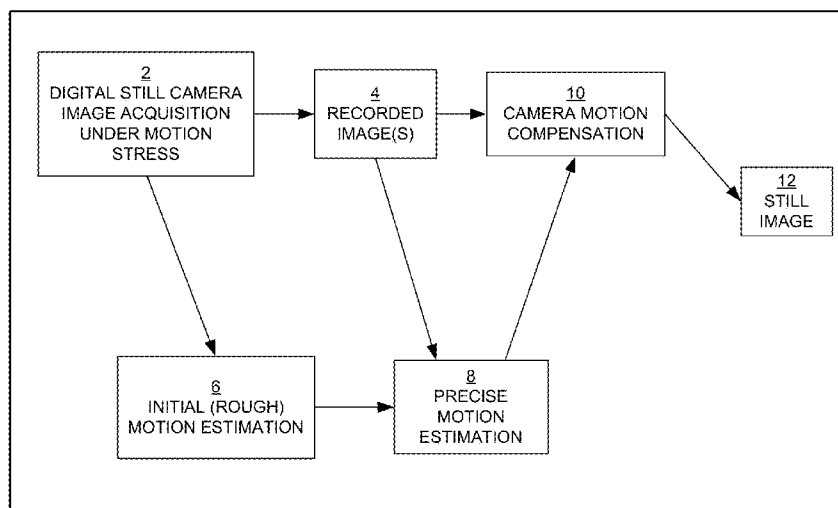 2
DIGITAL STILL CAMERA
IMAGE ACQUISITION
UNDER MOTION
STRESS
4
RECORDED
IMAGE(S)
10
CAMERA MOTION
COMPENSATION
12
STILL
IMAGE
6
INITIAL (ROUGH)
MOTION ESTIMATION
8
PRECISE
MOTION
ESTIMATION